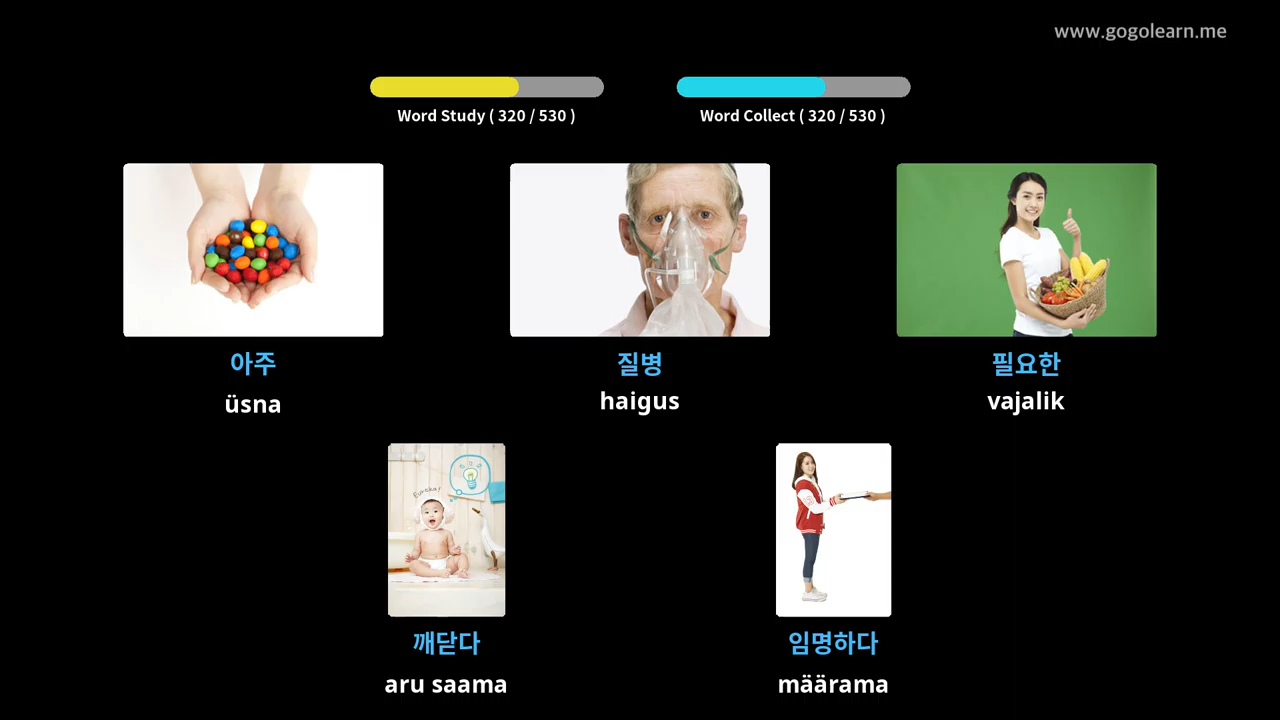 www.gogolearn.me
Word Study ( 320 / 530 )
Word Collect ( 320 / 530 )
아주
üsna
질병
haigus
필요한
vajalik
Eureka!
깨닫다
aru saama
임명하다
määrama